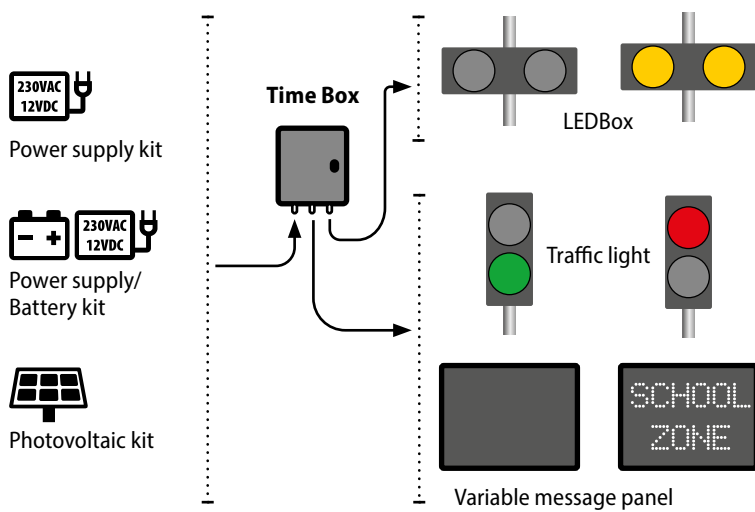 230VAC
12VDC
Power supply kit
230VAC
12VDC
Power supply/
Battery kit
Photovoltaic kit
Time Box
LEDBox
Traffic light
SCHOOL
ZONE
Variable message panel